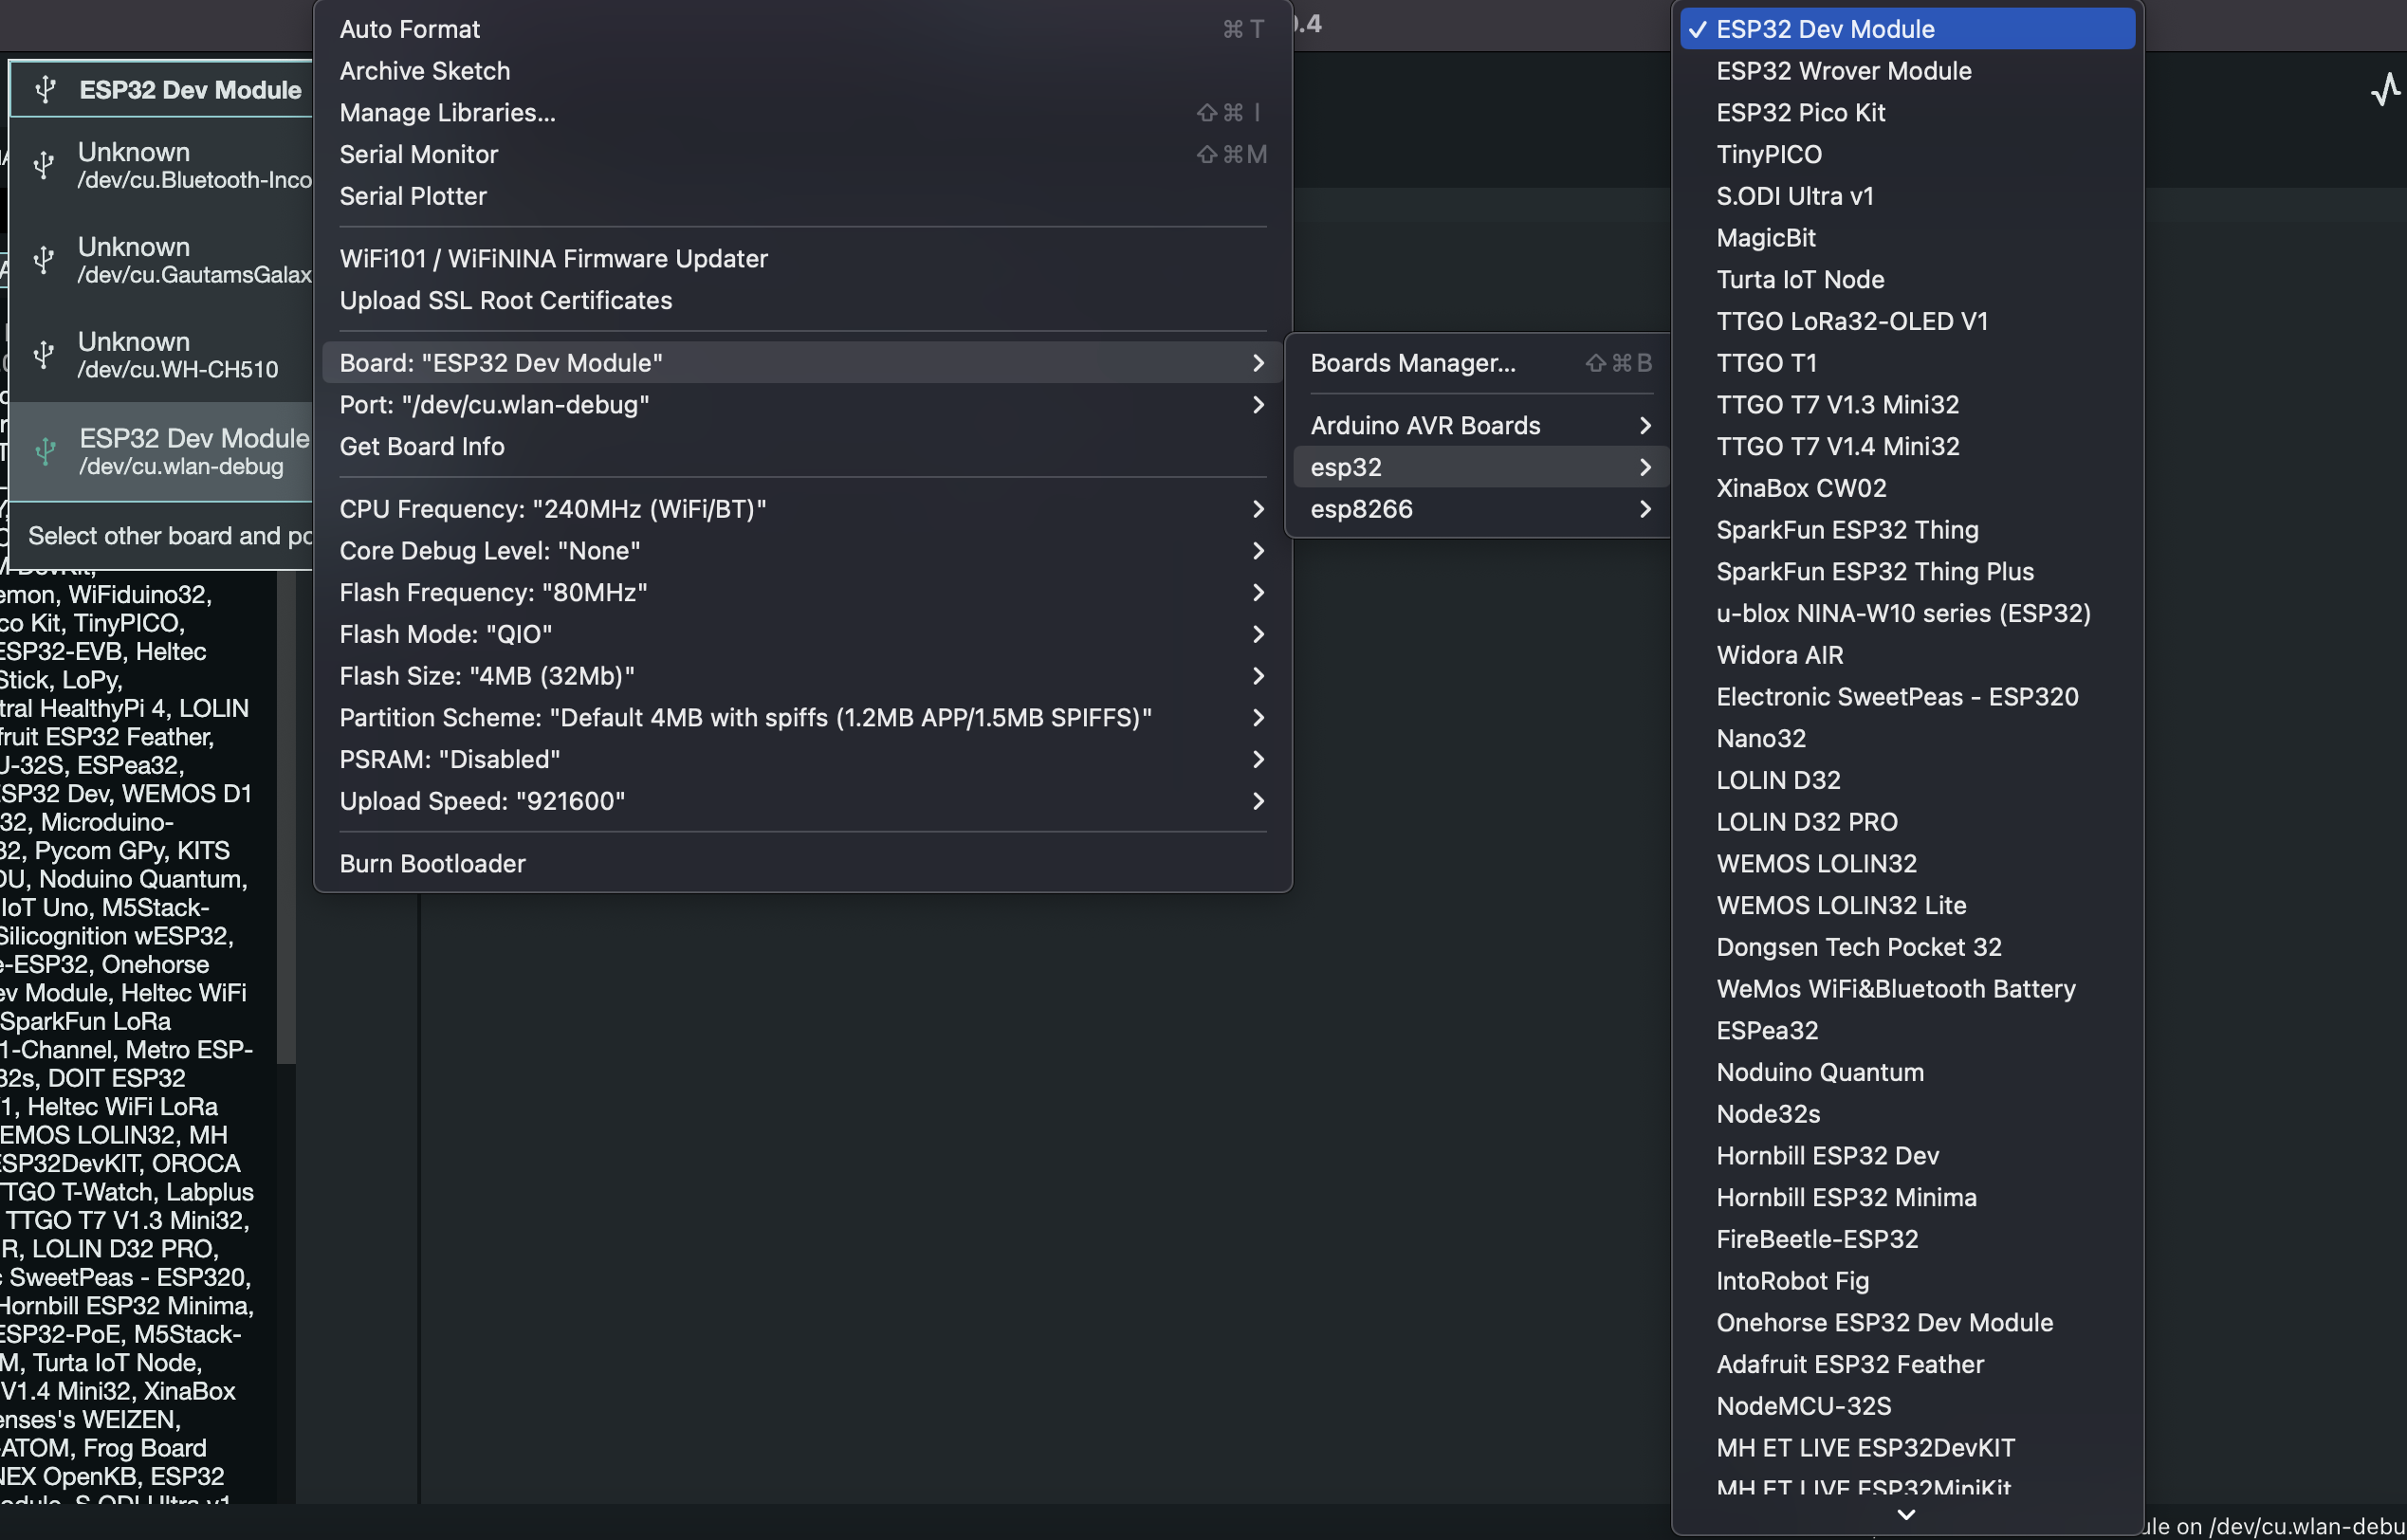 .4
ESP32 Dev Module
Unknown
/dev/cu.Bluetooth-Inco
Unknown
/dev/cu.GautamsGalax
Unknown
/dev/cu.WH-CH510
ESP32 Dev Module
/dev/cu.wlan-debug
Select other board and po
emon, WiFiduino32,
co Kit, TinyPICO,
ESP32-EVB, Heltec
Stick, LoPy,
tral HealthyPi 4, LOLIN
fruit ESP32 Feather,
U-32S, ESPea32,
ESP32 Dev, WEMOS D1
32, Microduino-
32, Pycom GPy, KITS
DU, Noduino Quantum,
IoT Uno, M5Stack-
Silicognition wESP32,
e-ESP32, Onehorse
ev Module, Heltec WiFi
SparkFun LoRa
1-Channel, Metro ESP-
32s, DOIT ESP32
1, Heltec WiFi LoRa
EMOS LOLIN32, MH
ESP32DevKIT, OROCA
TTGO T-Watch, Labplus
TTGO T7 V1.3 Mini32,
R, LOLIN D32 PRO,
c SweetPeas - ESP320,
Hornbill ESP32 Minima,
ESP32-PoE, M5Stack-
M, Turta IoT Node,
V1.4 Mini32, XinaBox
enses's WEIZEN,
-ATOM, Frog Board
NEX OpenKB, ESP32
Auto Format ⌘ T
Archive Sketch
Manage Libraries... ⇧ ⌘ I
Serial Monitor ⇧ ⌘ M
Serial Plotter
WiFi101 / WiFiNINA Firmware Updater
Upload SSL Root Certificates
Board: "ESP32 Dev Module"
Port: "/dev/cu.wlan-debug"
Get Board Info
CPU Frequency: "240MHz (WiFi/BT)"
Core Debug Level: "None"
Flash Frequency: "80MHz"
Flash Mode: "QIO"
Flash Size: "4MB (32Mb)"
Partition Scheme: "Default 4MB with spiffs (1.2MB APP/1.5MB SPIFFS)"
PSRAM: "Disabled"
Upload Speed: "921600"
Burn Bootloader
Boards Manager... ⇧ ⌘ B
Arduino AVR Boards
esp32
esp8266
✓ ESP32 Dev Module
ESP32 Wrover Module
ESP32 Pico Kit
TinyPICO
S.ODI Ultra v1
MagicBit
Turta IoT Node
TTGO LoRa32-OLED V1
TTGO T1
TTGO T7 V1.3 Mini32
TTGO T7 V1.4 Mini32
XinaBox CW02
SparkFun ESP32 Thing
SparkFun ESP32 Thing Plus
u-blox NINA-W10 series (ESP32)
Widora AIR
Electronic SweetPeas - ESP320
Nano32
LOLIN D32
LOLIN D32 PRO
WEMOS LOLIN32
WEMOS LOLIN32 Lite
Dongsen Tech Pocket 32
WeMos WiFi&Bluetooth Battery
ESPea32
Noduino Quantum
Node32s
Hornbill ESP32 Dev
Hornbill ESP32 Minima
FireBeetle-ESP32
IntoRobot Fig
Onehorse ESP32 Dev Module
Adafruit ESP32 Feather
NodeMCU-32S
MH ET LIVE ESP32DevKIT
MH ET LIVE ESP32MiniKit
ule on /dev/cu.wlan-debu